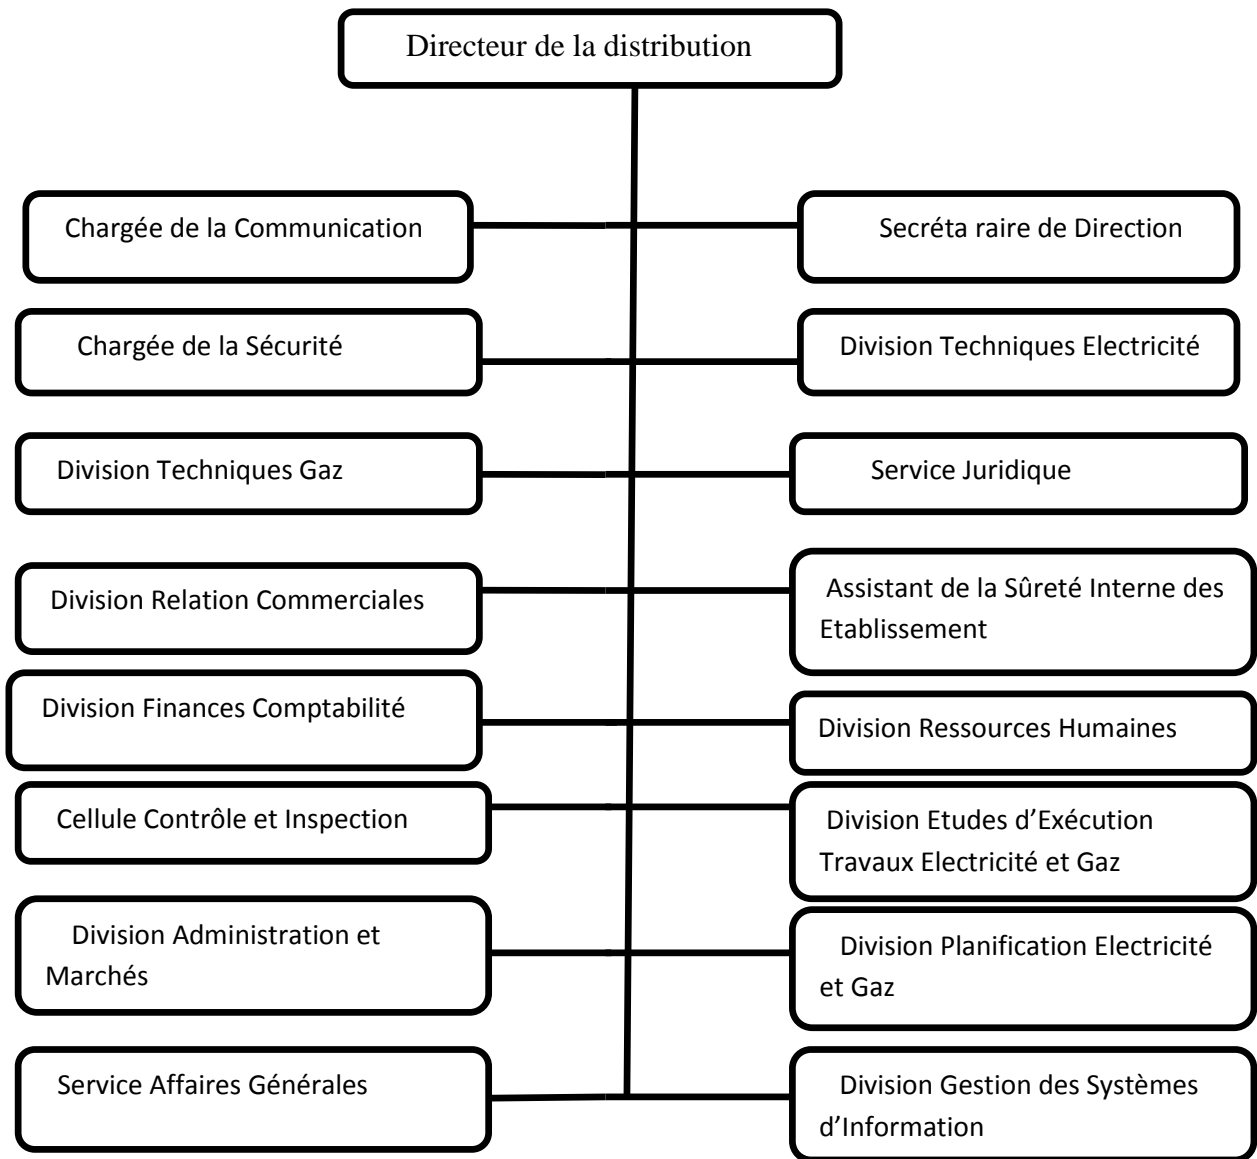 Directeur de la distribution
Chargée de la Communication
Secréta raire de Direction
Chargée de la Sécurité
Division Techniques Electricité
Division Techniques Gaz
Service Juridique
Division Relation Commerciales
Assistant de la Sûreté Interne des
Etablissement
Division Finances Comptabilité
Division Ressources Humaines
Cellule Contrôle et Inspection
Division Etudes d’Exécution
Travaux Electricité et Gaz
Division Administration et
Marchés
Division Planification Electricité
et Gaz
Service Affaires Générales
Division Gestion des Systèmes
d’Information